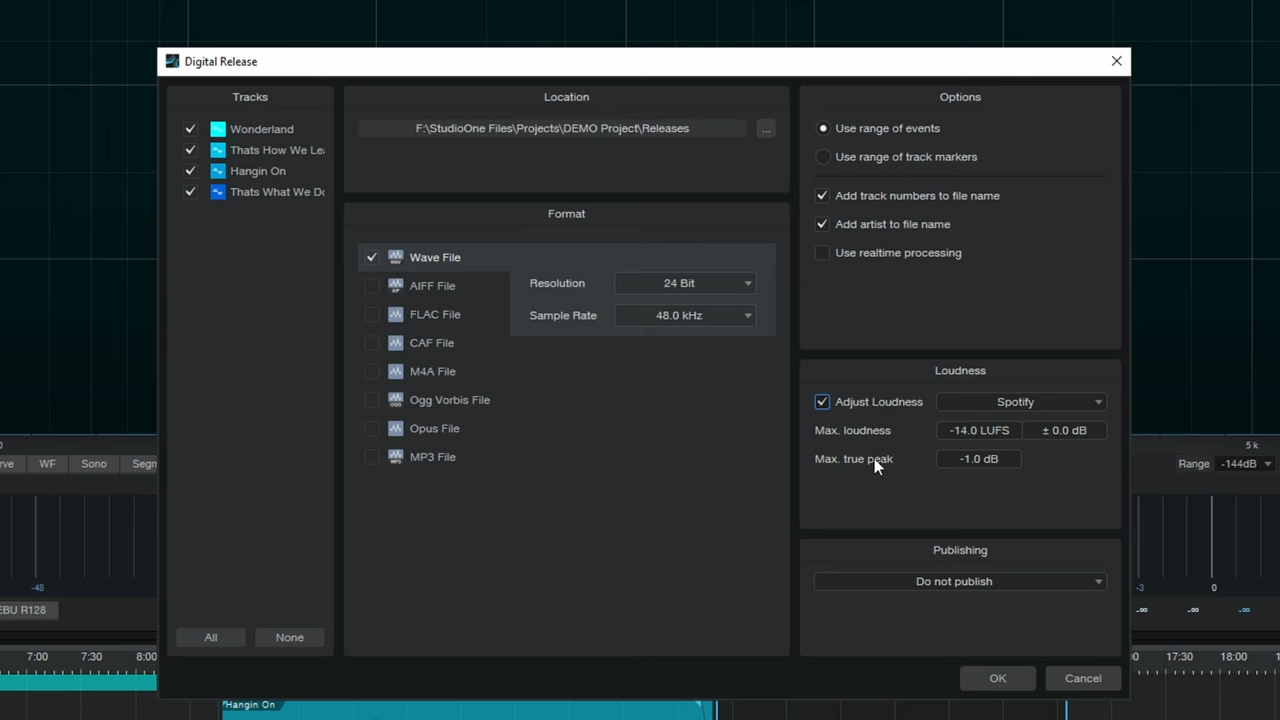 Digital Release
Tracks
Wonderland
Thats How We Lea
Hangin On
Thats What We Do
All
None
Location
F:\StudioOne Files\Projects\DEMO Project\Releases
...
Format
Wave File
AIFF File
FLAC File
CAF File
M4A File
Ogg Vorbis File
Opus File
MP3 File
Resolution
24 Bit
Sample Rate
48.0 kHz
Options
Use range of events
Use range of track markers
Add track numbers to file name
Add artist to file name
Use realtime processing
Loudness
Adjust Loudness
Spotify
Max. loudness
-14.0 LUFS
± 0.0 dB
Max. true peak
-1.0 dB
Publishing
Do not publish
OK
Cancel
WF
Sono
Segn
-48
EBU R128
7:00
7:30
8:00
5 k
Range
-144dB
-3
0
-∞
-∞
-∞
17:30
18:00
Hangin On